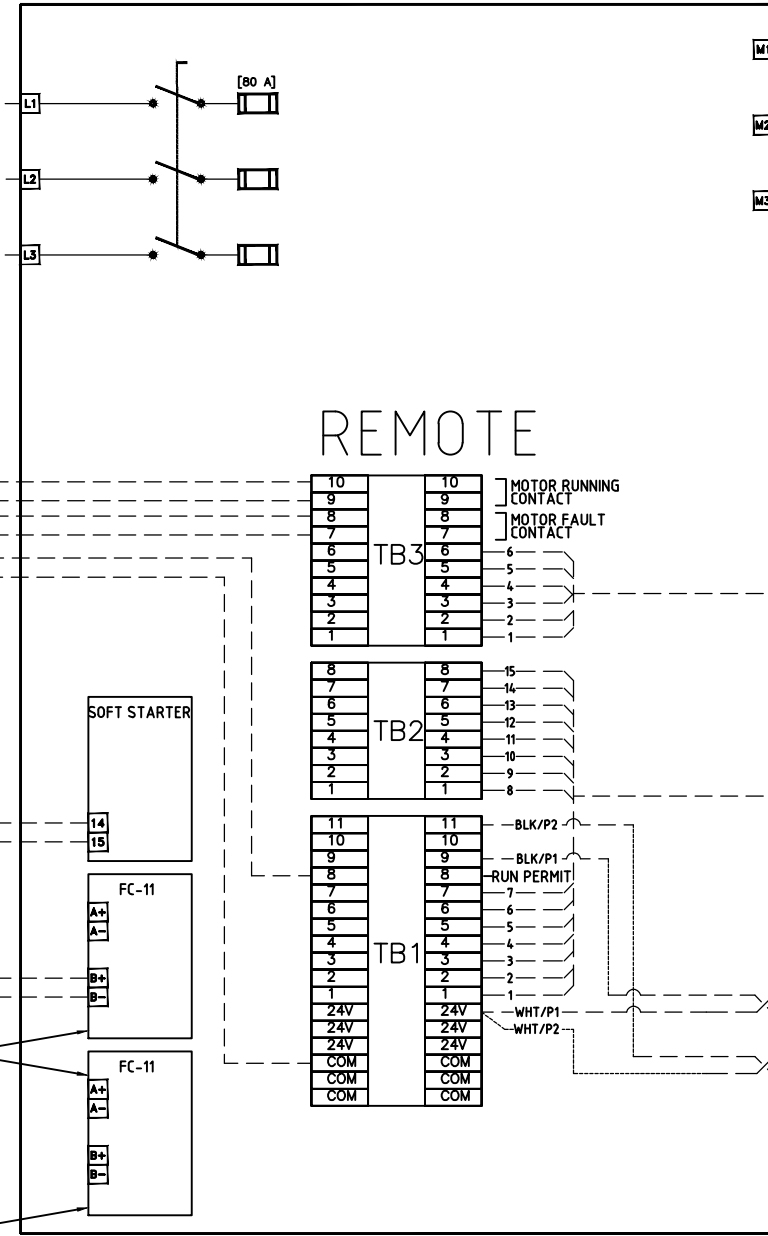 M1
[80 A]
L1
M2
L2
M3
L3
REMOTE
10 10 MOTOR RUNNING
9 9 CONTACT
8 8 MOTOR FAULT
7 7 CONTACT
TB3
6 6 6
5 5 5
4 4 4
3 3 3
2 2 2
1 1 1
8 8 15
7 7 14
6 6 13
5 TB2 5 12
4 4 11
3 3 10
2 2 9
1 1 8
11 11 BLK/P2
10 10
9 9 BLK/P1
8 8 RUN PERMIT
7 7 7
6 6 6
5 5 5
4 TB1 4 4
3 3 3
2 2 2
1 1 1
24V 24V WHT/P1
24V 24V WHT/P2
24V 24V
COM COM
COM COM
COM COM
SOFT STARTER
14
15
FC-11
A+
A-
B+
B-
FC-11
A+
A-
B+
B-